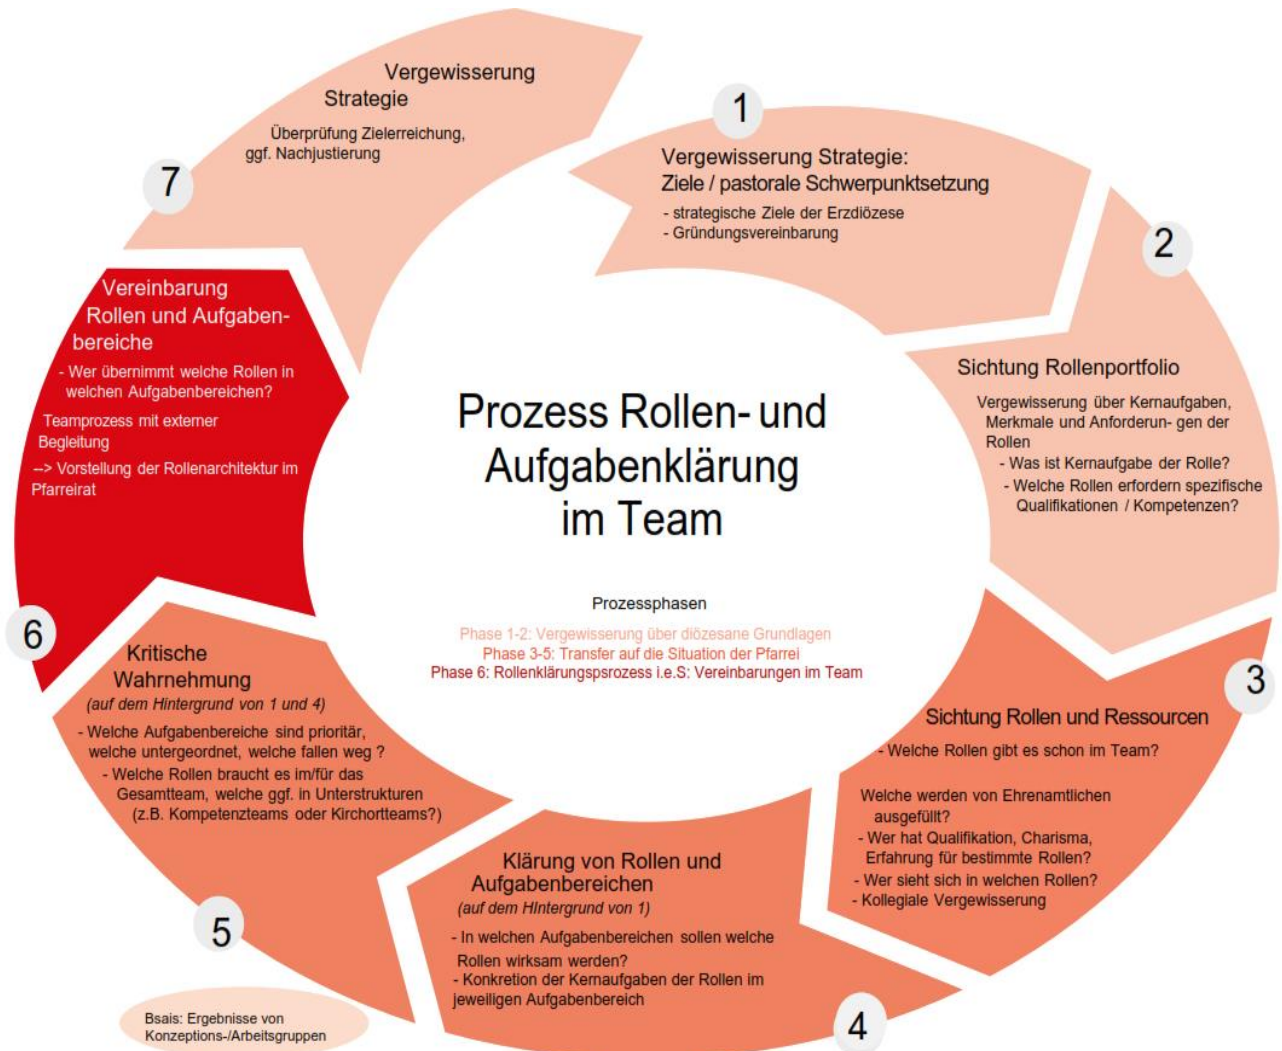 Prozess Rollen- und
Aufgabenklärung
im Team
Prozessphasen
Phase 1-2: Vergewisserung über diözesane Grundlagen
Phase 3-5: Transfer auf die Situation der Pfarrei
Phase 6: Rollenklärungpsrozess i.e.S: Vereinbarungen im Team
1
Vergewisserung Strategie:
Ziele / pastorale Schwerpunktsetzung
- strategische Ziele der Erzdiözese
- Gründungsvereinbarung
2
Sichtung Rollenportfolio
Vergewisserung über Kernaufgaben,
Merkmale und Anforderun- gen der
Rollen
- Was ist Kernaufgabe der Rolle?
- Welche Rollen erfordern spezifische
Qualifikationen / Kompetenzen?
3
Sichtung Rollen und Ressourcen
- Welche Rollen gibt es schon im Team?
Welche werden von Ehrenamtlichen
ausgefüllt?
- Wer hat Qualifikation, Charisma,
Erfahrung für bestimmte Rollen?
- Wer sieht sich in welchen Rollen?
- Kollegiale Vergewisserung
4
Klärung von Rollen und
Aufgabenbereichen
(auf dem HIntergrund von 1)
- In welchen Aufgabenbereichen sollen welche
Rollen wirksam werden?
- Konkretion der Kernaufgaben der Rollen im
jeweiligen Aufgabenbereich
5
Kritische
Wahrnehmung
(auf dem Hintergrund von 1 und 4)
- Welche Aufgabenbereiche sind prioritär,
welche untergeordnet, welche fallen weg ?
- Welche Rollen braucht es im/für das
Gesamtteam, welche ggf. in Unterstrukturen
(z.B. Kompetenzteams oder Kirchortteams?)
Bsais: Ergebnisse von
Konzeptions-/Arbeitsgruppen
6
Vereinbarung
Rollen und Aufgaben-
bereiche
- Wer übernimmt welche Rollen in
welchen Aufgabenbereichen?
Teamprozess mit externer
Begleitung
--> Vorstellung der Rollenarchitektur im
Pfarreirat
7
Vergewisserung
Strategie
Überprüfung Zielerreichung,
ggf. Nachjustierung